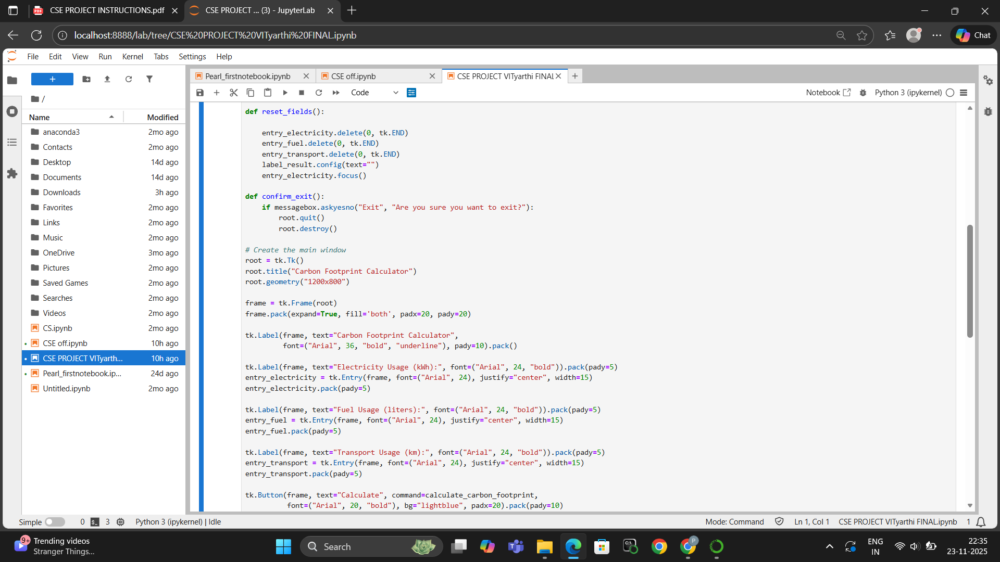 CSE PROJECT INSTRUCTIONS.pdf
CSE PROJECT ... (3) - JupyterLab
localhost:8888/lab/tree/CSE%20PROJECT%20VITyarthi%20FINAL.ipynb
Chat
File Edit View Run Kernel Tabs Settings Help
Pearl_firstnotebook.ipynb
CSE off.ipynb
CSE PROJECT VITyarthi FINAL
Code
Notebook
Python 3 (ipykernel)
/
Name Modified
anaconda3 2mo ago
Contacts 2mo ago
Desktop 14d ago
Documents 14d ago
Downloads 3h ago
Favorites 2mo ago
Links 2mo ago
Music 2mo ago
OneDrive 3mo ago
Pictures 2mo ago
Saved Games 2mo ago
Searches 2mo ago
Videos 2mo ago
CS.ipynb 2mo ago
CSE off.ipynb 10h ago
CSE PROJECT VITyarth... 10h ago
Pearl_firstnotebook.ip... 24d ago
Untitled.ipynb 2mo ago
def reset_fields():
entry_electricity.delete(0, tk.END)
entry_fuel.delete(0, tk.END)
entry_transport.delete(0, tk.END)
label_result.config(text="")
entry_electricity.focus()
def confirm_exit():
if messagebox.askyesno("Exit", "Are you sure you want to exit?"):
root.quit()
root.destroy()
# Create the main window
root = tk.Tk()
root.title("Carbon Footprint Calculator")
root.geometry("1200x800")
frame = tk.Frame(root)
frame.pack(expand=True, fill='both', padx=20, pady=20)
tk.Label(frame, text="Carbon Footprint Calculator",
font=("Arial", 36, "bold", "underline"), pady=10).pack()
tk.Label(frame, text="Electricity Usage (kWh):", font=("Arial", 24, "bold")).pack(pady=5)
entry_electricity = tk.Entry(frame, font=("Arial", 24), justify="center", width=15)
entry_electricity.pack(pady=5)
tk.Label(frame, text="Fuel Usage (liters):", font=("Arial", 24, "bold")).pack(pady=5)
entry_fuel = tk.Entry(frame, font=("Arial", 24), justify="center", width=15)
entry_fuel.pack(pady=5)
tk.Label(frame, text="Transport Usage (km):", font=("Arial", 24, "bold")).pack(pady=5)
entry_transport = tk.Entry(frame, font=("Arial", 24), justify="center", width=15)
entry_transport.pack(pady=5)
tk.Button(frame, text="Calculate", command=calculate_carbon_footprint,
font=("Arial", 20, "bold"), bg="lightblue", padx=20).pack(pady=10)
Simple 0 3 Python 3 (ipykernel) | Idle
Mode: Command Ln 1, Col 1 CSE PROJECT VITyarthi FINAL.ipynb 1
9+
Trending videos
Stranger Things...
Search
P
ENG
IN
22:35
23-11-2025